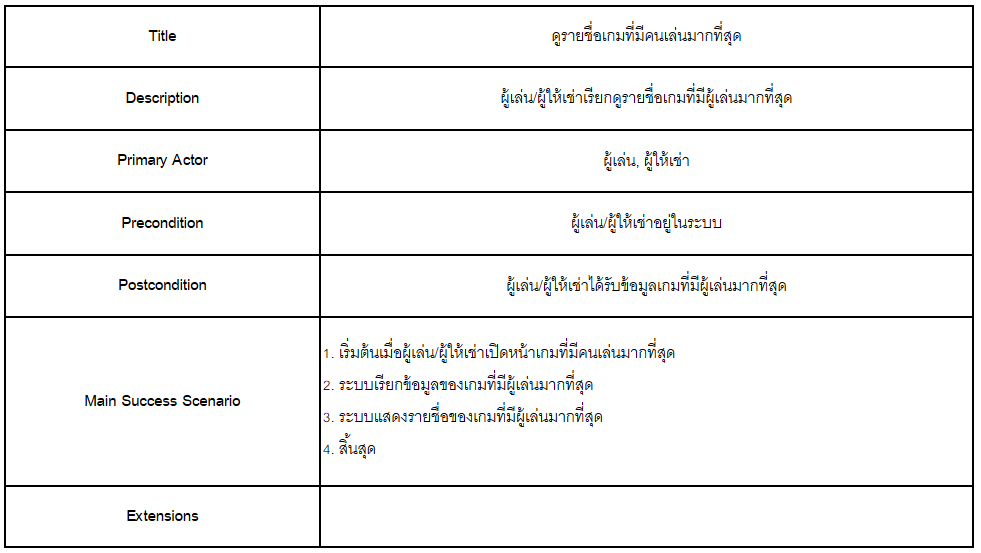 Title
ดูรายชื่อเกมที่มีคนเล่นมากที่สุด
Description
ผู้เล่น/ผู้ให้เช่าเรียกดูรายชื่อเกมที่มีผู้เล่นมากที่สุด
Primary Actor
ผู้เล่น, ผู้ให้เช่า
Precondition
ผู้เล่น/ผู้ให้เช่าอยู่ในระบบ
Postcondition
ผู้เล่น/ผู้ให้เช่าได้รับข้อมูลเกมที่มีผู้เล่นมากที่สุด
Main Success Scenario
1. เริ่มต้นเมื่อผู้เล่น/ผู้ให้เช่าเปิดหน้าเกมที่มีคนเล่นมากที่สุด
2. ระบบเรียกข้อมูลของเกมที่มีผู้เล่นมากที่สุด
3. ระบบแสดงรายชื่อของเกมที่มีผู้เล่นมากที่สุด
4. สิ้นสุด
Extensions